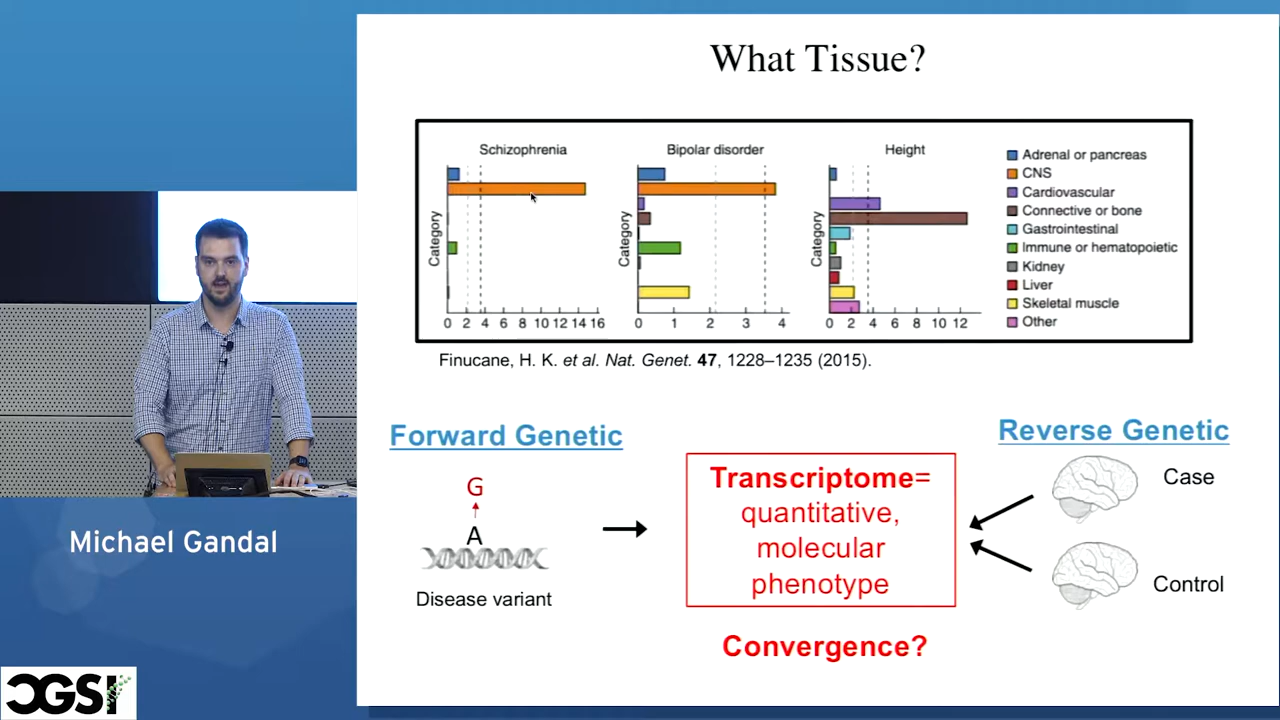 What Tissue?
Schizophrenia
Bipolar disorder
Height
Category
Category
Category
0 2 4 6 8 10 12 14 16
0 1 2 3 4
0 2 4 6 8 10 12
Adrenal or pancreas
CNS
Cardiovascular
Connective or bone
Gastrointestinal
Immune or hematopoietic
Kidney
Liver
Skeletal muscle
Other
Finucane, H. K. et al. Nat. Genet. 47, 1228–1235 (2015).
Forward Genetic
G
A
Disease variant
Transcriptome=
quantitative,
molecular
phenotype
Convergence?
Reverse Genetic
Case
Control
Michael Gandal
CGSI